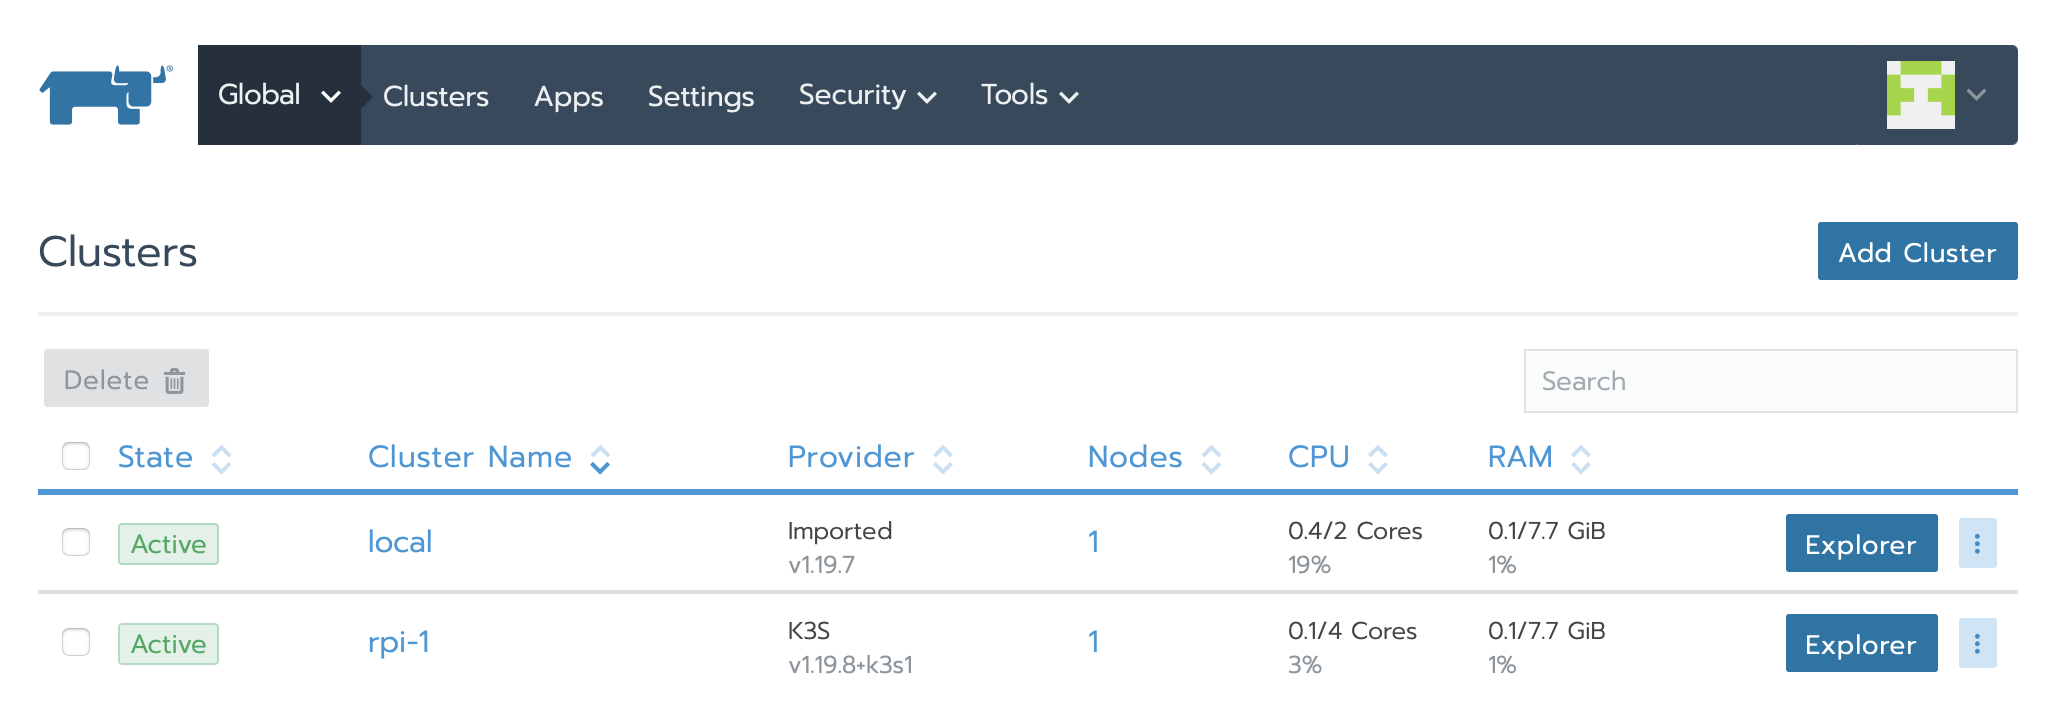 Global Clusters Apps Settings Security Tools
Clusters
Add Cluster
Delete
Search
State Cluster Name Provider Nodes CPU RAM
Active local Imported 1 0.4/2 Cores 0.1/7.7 GiB Explorer
v1.19.7 19% 1%
Active rpi-1 K3S 1 0.1/4 Cores 0.1/7.7 GiB Explorer
v1.19.8+k3s1 3% 1%